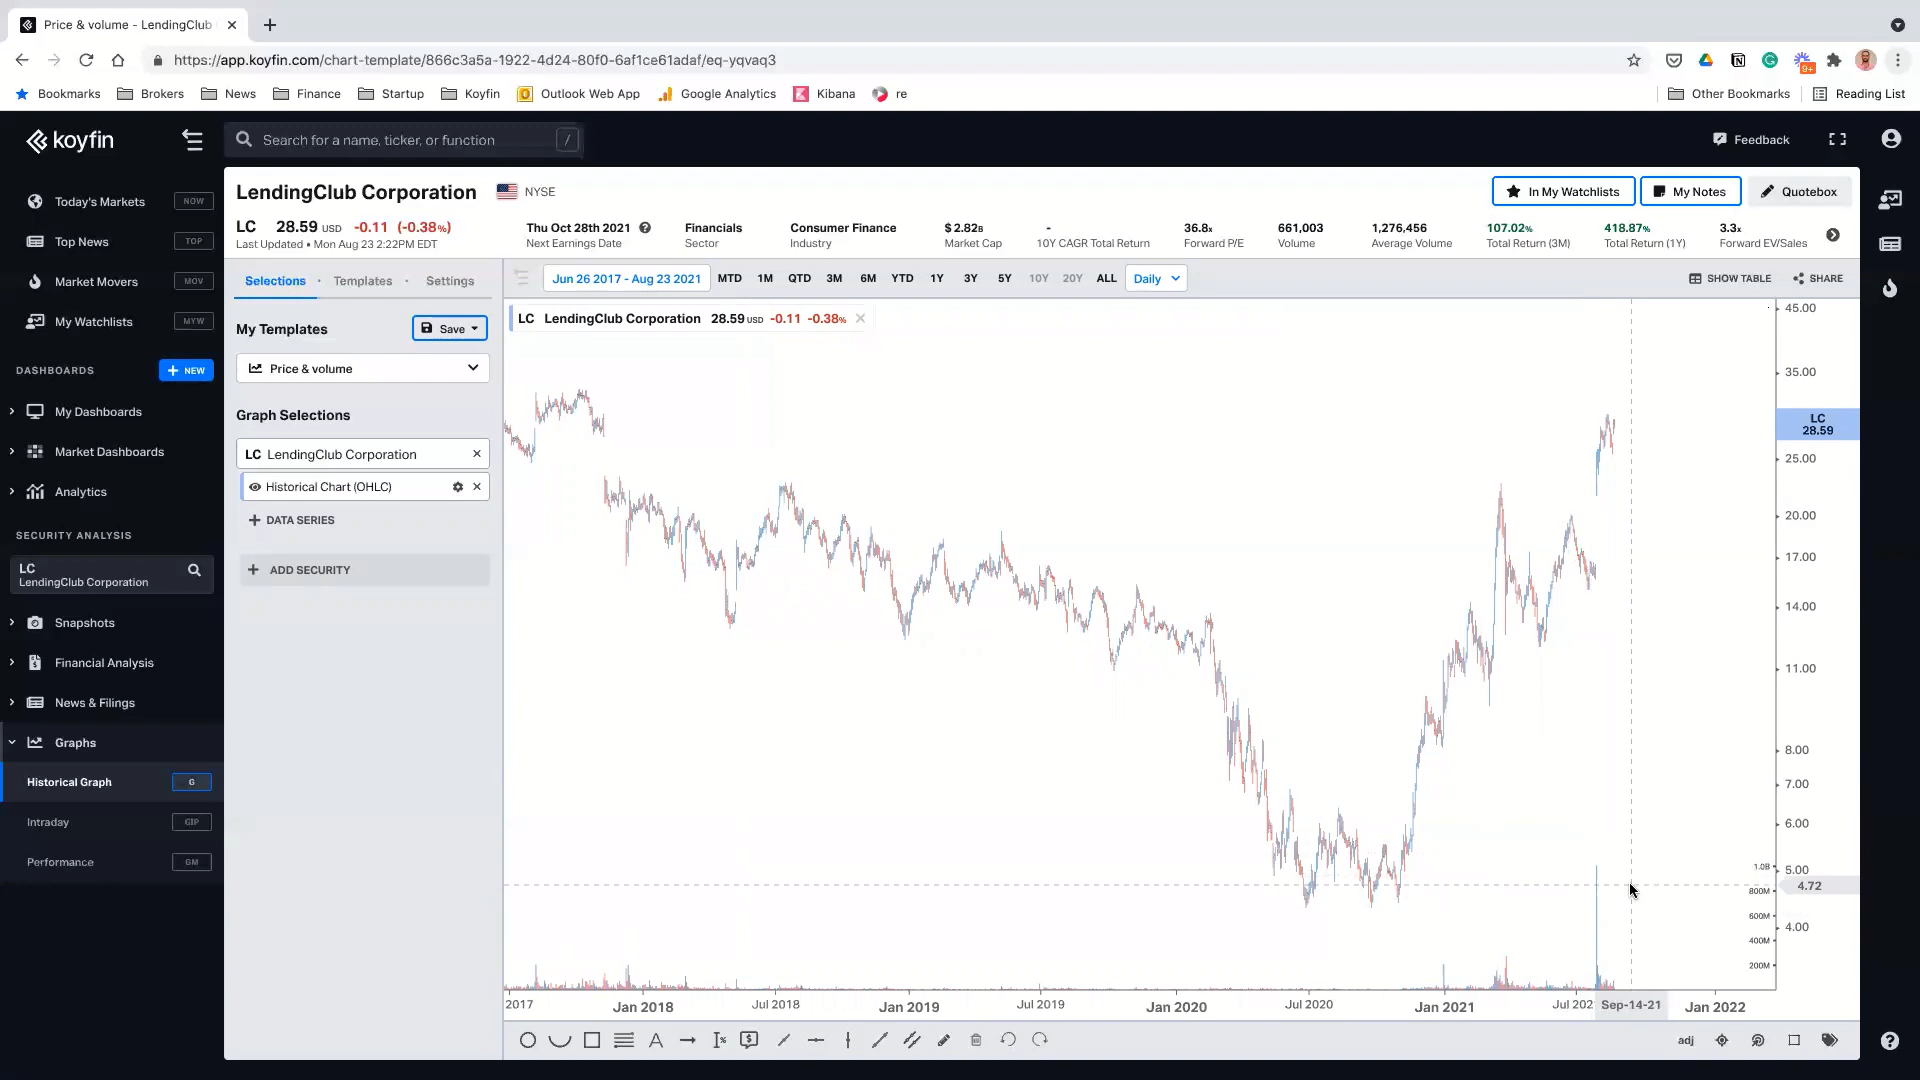 Price & volume - LendingClub
https://app.koyfin.com/chart-template/866c3a5a-1922-4d24-80f0-6af1ce61adaf/eq-yqvaq3
9+
Bookmarks Brokers News Finance Startup Koyfin Outlook Web App Google Analytics Kibana re Other Bookmarks Reading List
koyfin
Search for a name, ticker, or function /
Feedback
Today's Markets NOW
Top News TOP
Market Movers MOV
My Watchlists MYW
DASHBOARDS + NEW
My Dashboards
Market Dashboards
Analytics
SECURITY ANALYSIS
LC
LendingClub Corporation
Snapshots
Financial Analysis
News & Filings
Graphs
Historical Graph G
Intraday GIP
Performance GM
LendingClub Corporation NYSE
In My Watchlists My Notes Quotebox
LC 28.59 USD -0.11 (-0.38%)
Last Updated • Mon Aug 23 2:22PM EDT
Thu Oct 28th 2021
Next Earnings Date
Financials
Sector
Consumer Finance
Industry
$ 2.82B
Market Cap
-
10Y CAGR Total Return
36.8x
Forward P/E
661,003
Volume
1,276,456
Average Volume
107.02%
Total Return (3M)
418.87%
Total Return (1Y)
3.3x
Forward EV/Sales
Selections • Templates • Settings
My Templates Save
Price & volume
Graph Selections
LC LendingClub Corporation ×
Historical Chart (OHLC) ×
+ DATA SERIES
+ ADD SECURITY
Jun 26 2017 - Aug 23 2021 MTD 1M QTD 3M 6M YTD 1Y 3Y 5Y 10Y 20Y ALL Daily
SHOW TABLE SHARE
LC LendingClub Corporation 28.59 USD -0.11 -0.38% ×
45.00
35.00
LC
28.59
25.00
20.00
17.00
14.00
11.00
8.00
7.00
6.00
1.0B 5.00
4.72
800M
600M
4.00
400M
200M
2017 Jan 2018 Jul 2018 Jan 2019 Jul 2019 Jan 2020 Jul 2020 Jan 2021 Jul 202 Sep-14-21 Jan 2022
adj